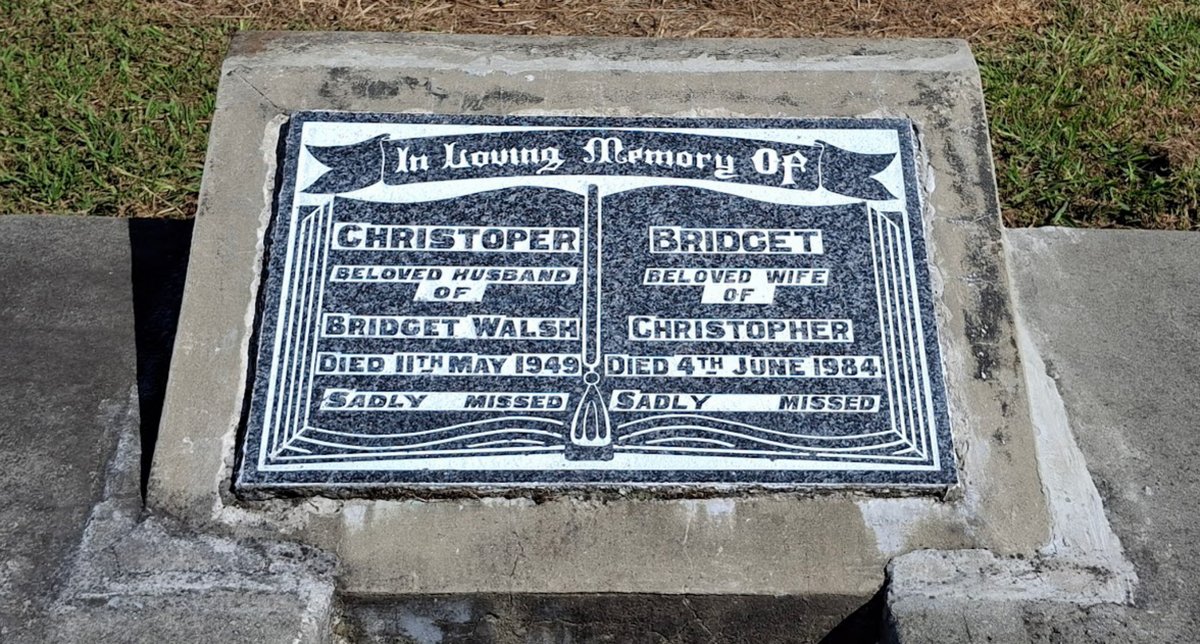 In Loving Memory Of
CHRISTOPER
BELOVED HUSBAND
OF
BRIDGET WALSH
DIED 11TH MAY 1949
SADLY MISSED
BRIDGET
BELOVED WIFE
OF
CHRISTOPHER
DIED 4TH JUNE 1984
SADLY MISSED